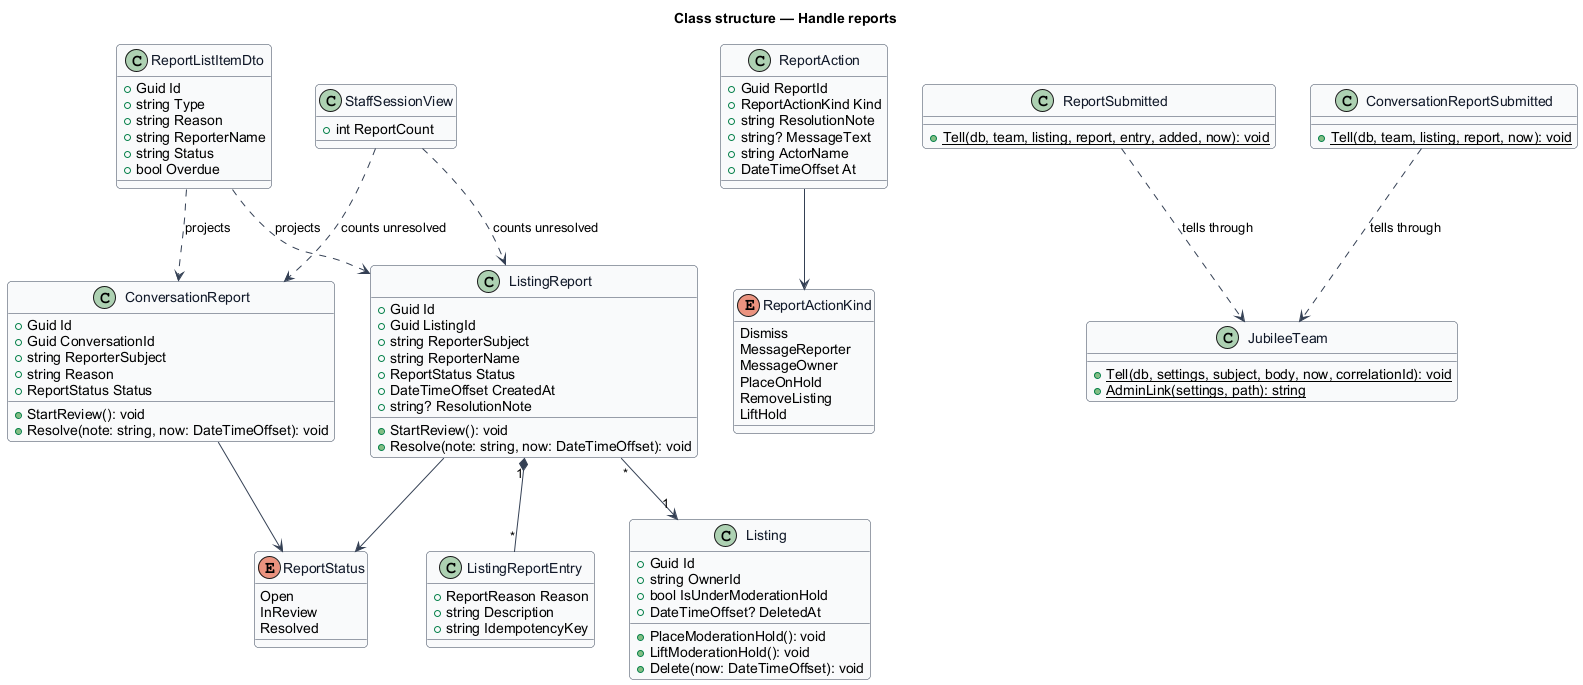 Class structure — Handle reports
C ReportListItemDto
Guid Id
string Type
string Reason
string ReporterName
string Status
bool Overdue
C StaffSessionView
int ReportCount
C ReportAction
Guid ReportId
ReportActionKind Kind
string ResolutionNote
string? MessageText
string ActorName
DateTimeOffset At
C ReportSubmitted
Tell(db, team, listing, report, entry, added, now): void
C ConversationReportSubmitted
Tell(db, team, listing, report, now): void
projects
projects
counts unresolved
counts unresolved
tells through
tells through
C ConversationReport
Guid Id
Guid ConversationId
string ReporterSubject
string Reason
ReportStatus Status
StartReview(): void
Resolve(note: string, now: DateTimeOffset): void
C ListingReport
Guid Id
Guid ListingId
string ReporterSubject
string ReporterName
ReportStatus Status
DateTimeOffset CreatedAt
string? ResolutionNote
StartReview(): void
Resolve(note: string, now: DateTimeOffset): void
E ReportActionKind
Dismiss
MessageReporter
MessageOwner
PlaceOnHold
RemoveListing
LiftHold
C JubileeTeam
Tell(db, settings, subject, body, now, correlationId): void
AdminLink(settings, path): string
1
*
*
1
E ReportStatus
Open
InReview
Resolved
C ListingReportEntry
ReportReason Reason
string Description
string IdempotencyKey
C Listing
Guid Id
string OwnerId
bool IsUnderModerationHold
DateTimeOffset? DeletedAt
PlaceModerationHold(): void
LiftModerationHold(): void
Delete(now: DateTimeOffset): void